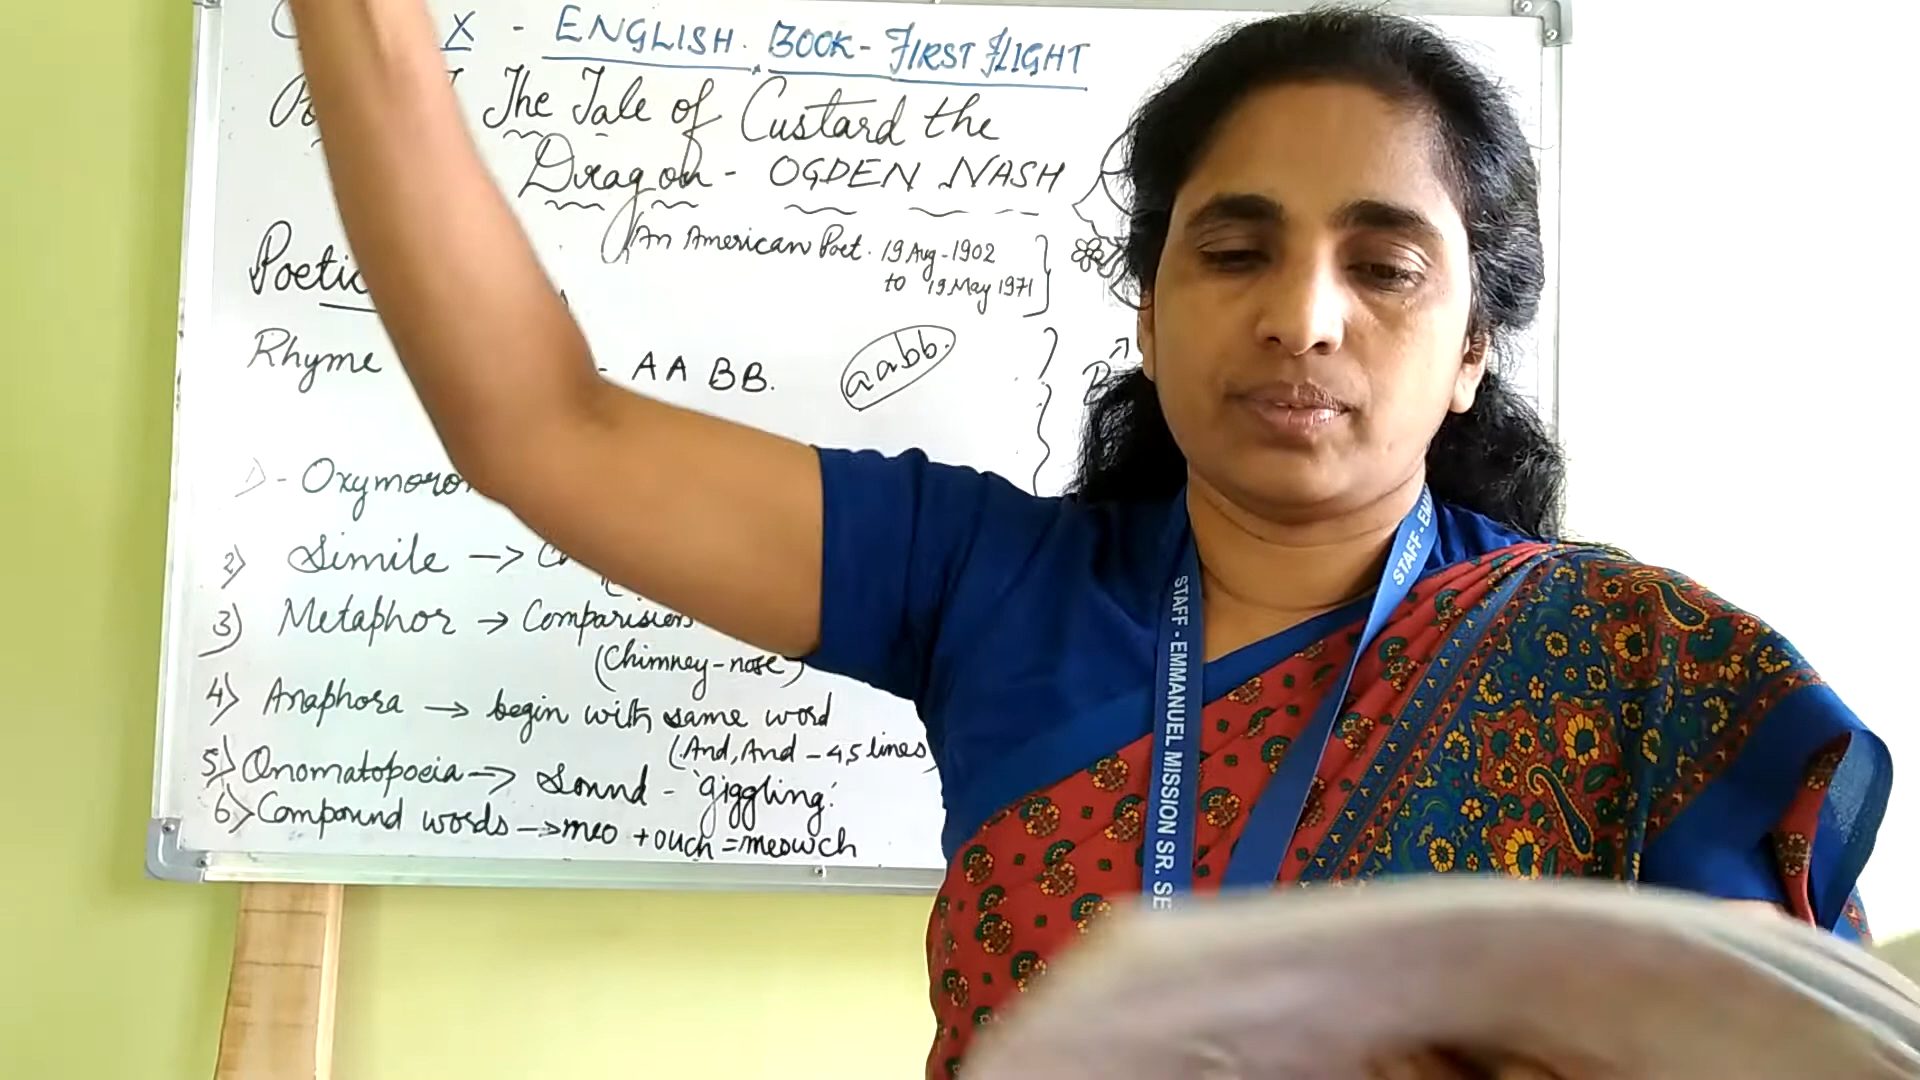 X - ENGLISH. BOOK - FIRST FLIGHT
The Tale of Custard the
Dragon - OGDEN NASH
An American Poet. 19 Aug - 1902
to 19 May 1971
Poetic
Rhyme - AA BB. aabb.
1) - Oxymoron
2) Simile →
3) Metaphor → Comparision
(Chimney-nose)
4) Anaphora → begin with same word
(And, And - 4,5 lines)
5) Onomatopoeia → Sound - 'giggling'
6) Compound words → meo + ouch = meowch
STAFF - EMMANUEL MISSION SR. SE
STAFF - EMM